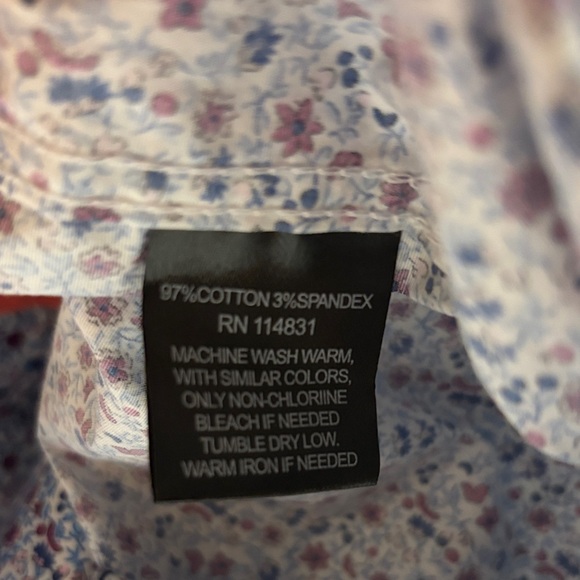 97%COTTON 3%SPANDEX
RN 114831
MACHINE WASH WARM,
WITH SIMILAR COLORS,
ONLY NON-CHLORIINE
BLEACH IF NEEDED
TUMBLE DRY LOW.
WARM IRON IF NEEDED